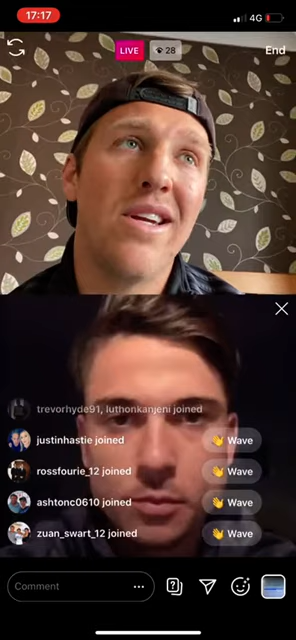 17:17
4G
LIVE
28
End
trevorhyde91, luthonkanjeni joined
justinhastie joined
Wave
rossfourie_12 joined
Wave
ashtonc0610 joined
Wave
zuan_swart_12 joined
Wave
Comment